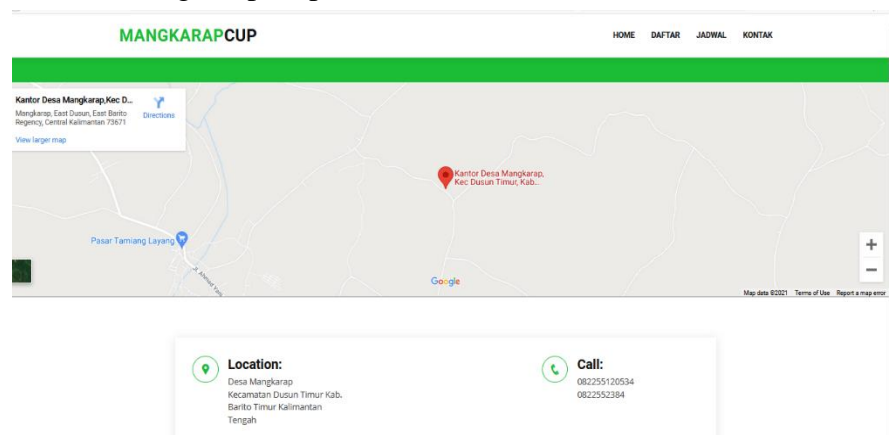 MANGKARAPCUP
HOME DAFTAR JADWAL KONTAK
Kantor Desa Mangkarap,Kec D...
Mangkarap, East Dusun, East Barito
Regency, Central Kalimantan 73671
Directions
View larger map
Kantor Desa Mangkarap,
Kec Dusun Timur, Kab...
Pasar Tamiang Layang
Google
Map data ©2021 Terms of Use Report a map error
Location:
Desa Mangkarap
Kecamatan Dusun Timur Kab.
Barito Timur Kalimantan
Tengah
Call:
082255120534
0822552384